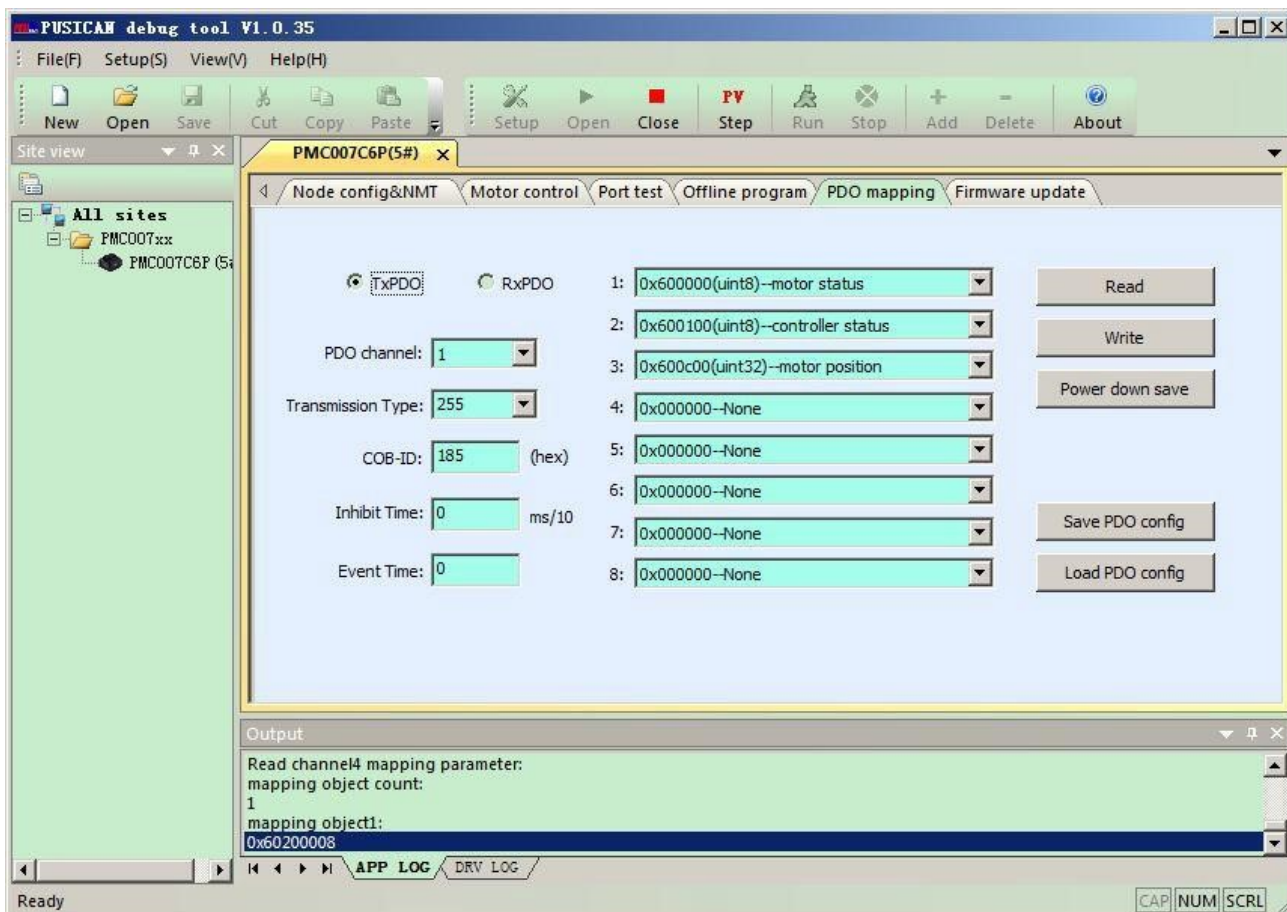 PUSICAN debug tool V1.0.35
File(F) Setup(S) View(V) Help(H)
New Open Save Cut Copy Paste Setup Open Close PV Step Run Stop Add Delete About
Site view
All sites
PMC007xx
PMC007C6P (5#
PMC007C6P(5#)
Node config&NMT Motor control Port test Offline program PDO mapping Firmware update
TxPDO RxPDO
PDO channel: 1
Transmission Type: 255
COB-ID: 185 (hex)
Inhibit Time: 0 ms/10
Event Time: 0
1: 0x600000(uint8)--motor status
2: 0x600100(uint8)--controller status
3: 0x600c00(uint32)--motor position
4: 0x000000--None
5: 0x000000--None
6: 0x000000--None
7: 0x000000--None
8: 0x000000--None
Read
Write
Power down save
Save PDO config
Load PDO config
Output
Read channel4 mapping parameter:
mapping object count:
1
mapping object1:
0x60200008
APP LOG DRV LOG
Ready
CAP NUM SCRL